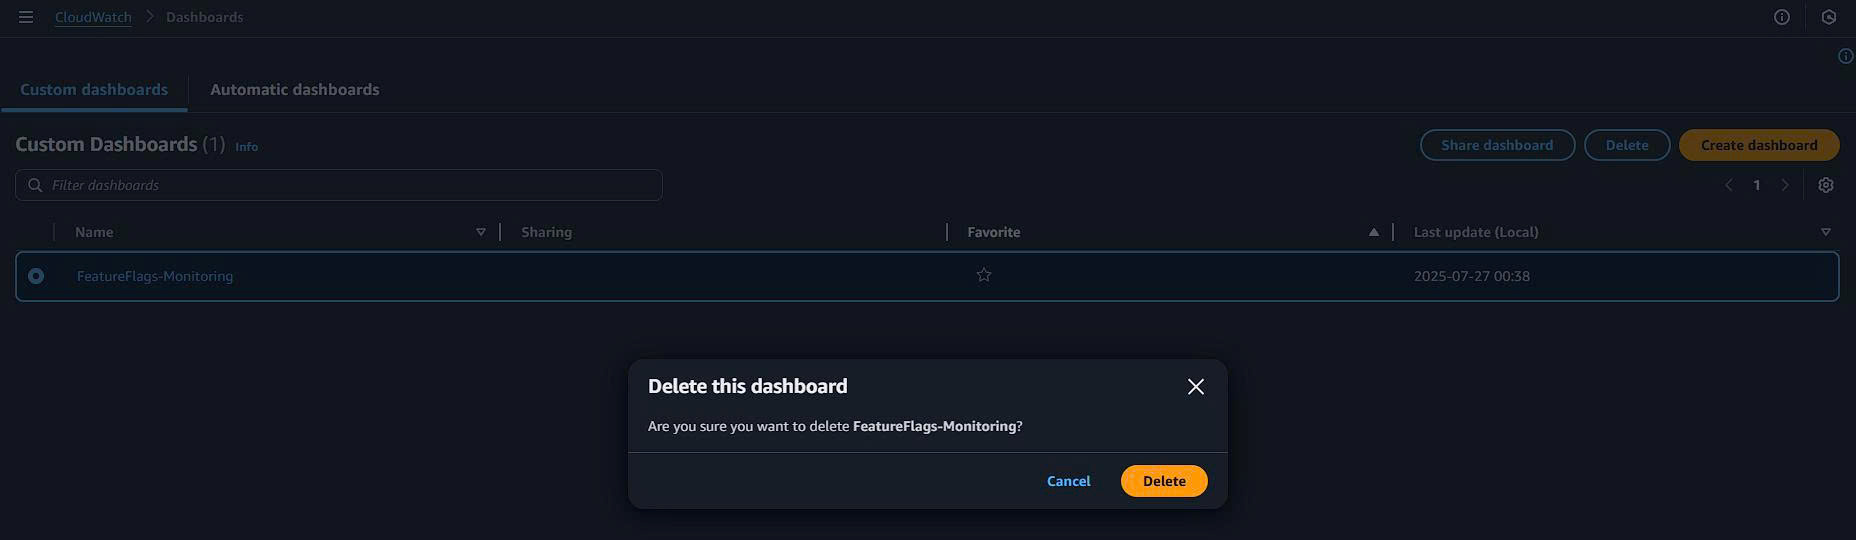 CloudWatch > Dashboards
Custom dashboards Automatic dashboards
Custom Dashboards (1) Info
Share dashboard Delete Create dashboard
Filter dashboards
1
Name Sharing Favorite Last update (Local)
FeatureFlags-Monitoring 2025-07-27 00:38
Delete this dashboard
Are you sure you want to delete FeatureFlags-Monitoring?
Cancel Delete